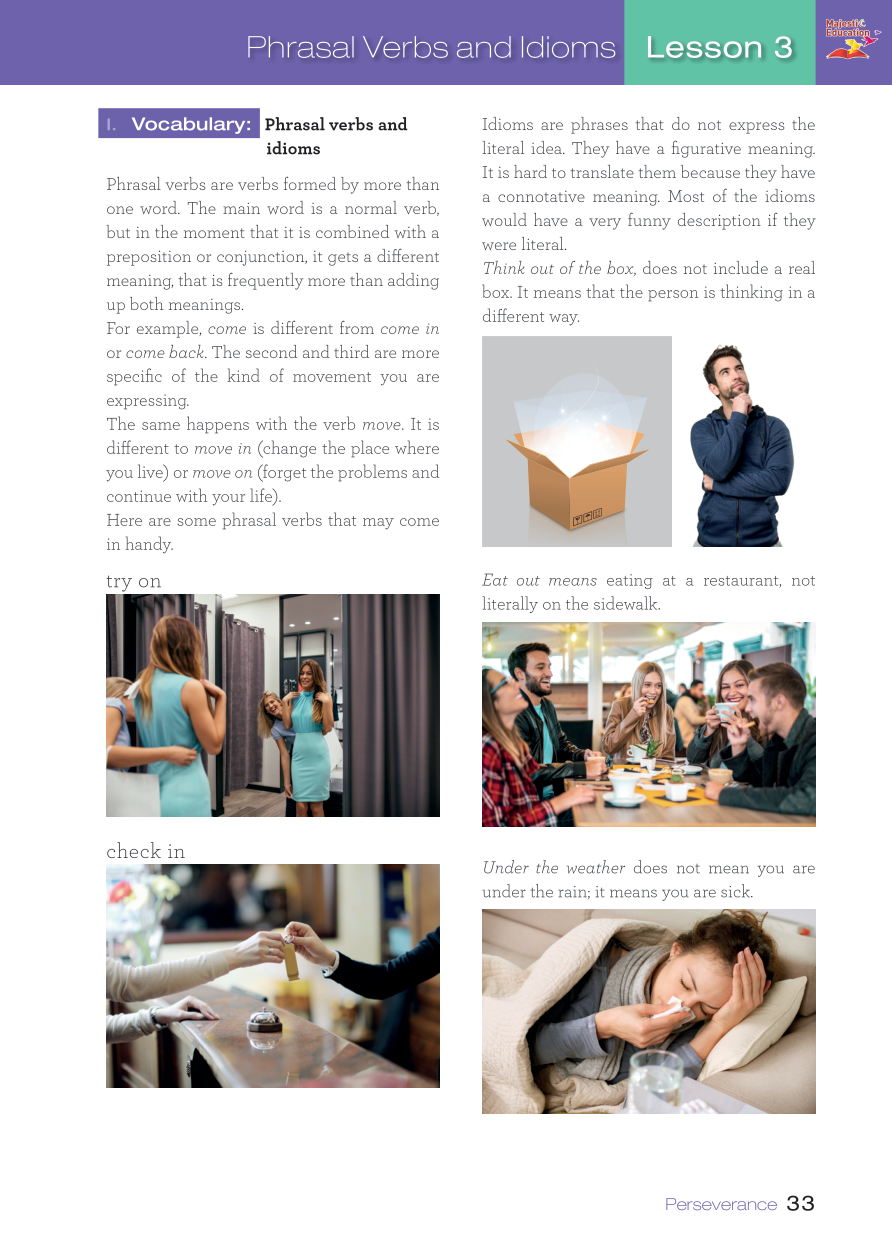 Phrasal Verbs and Idioms
Lesson 3
Majestic
Education
I. Vocabulary: Phrasal verbs and
idioms
Phrasal verbs are verbs formed by more than
one word. The main word is a normal verb,
but in the moment that it is combined with a
preposition or conjunction, it gets a different
meaning, that is frequently more than adding
up both meanings.
For example, come is different from come in
or come back. The second and third are more
specific of the kind of movement you are
expressing.
The same happens with the verb move. It is
different to move in (change the place where
you live) or move on (forget the problems and
continue with your life).
Here are some phrasal verbs that may come
in handy.
try on
check in
Idioms are phrases that do not express the
literal idea. They have a figurative meaning.
It is hard to translate them because they have
a connotative meaning. Most of the idioms
would have a very funny description if they
were literal.
Think out of the box, does not include a real
box. It means that the person is thinking in a
different way.
Eat out means eating at a restaurant, not
literally on the sidewalk.
Under the weather does not mean you are
under the rain; it means you are sick.
Perseverance 33